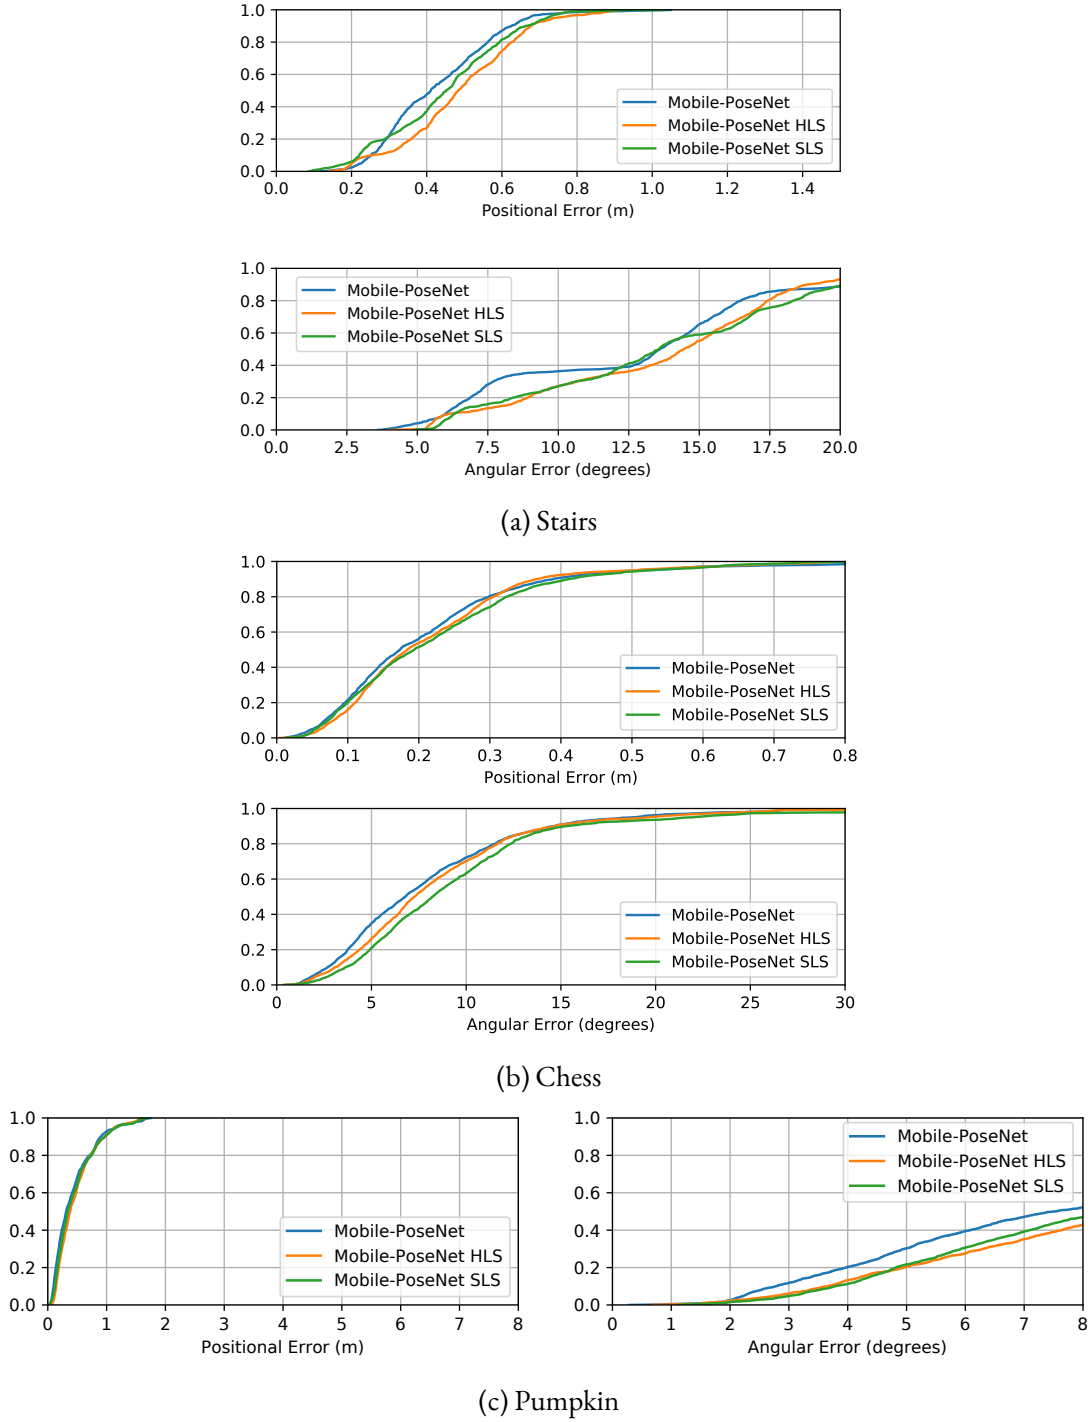 1.0
0.8
0.6
0.4
0.2
0.0
0.0 0.2 0.4 0.6 0.8 1.0 1.2 1.4
Positional Error (m)
Mobile-PoseNet
Mobile-PoseNet HLS
Mobile-PoseNet SLS
1.0
0.8
0.6
0.4
0.2
0.0
0.0 2.5 5.0 7.5 10.0 12.5 15.0 17.5 20.0
Angular Error (degrees)
Mobile-PoseNet
Mobile-PoseNet HLS
Mobile-PoseNet SLS
(a) Stairs
1.0
0.8
0.6
0.4
0.2
0.0
0.0 0.1 0.2 0.3 0.4 0.5 0.6 0.7 0.8
Positional Error (m)
Mobile-PoseNet
Mobile-PoseNet HLS
Mobile-PoseNet SLS
1.0
0.8
0.6
0.4
0.2
0.0
0 5 10 15 20 25 30
Angular Error (degrees)
Mobile-PoseNet
Mobile-PoseNet HLS
Mobile-PoseNet SLS
(b) Chess
1.0
0.8
0.6
0.4
0.2
0.0
0 1 2 3 4 5 6 7 8
Positional Error (m)
Mobile-PoseNet
Mobile-PoseNet HLS
Mobile-PoseNet SLS
1.0
0.8
0.6
0.4
0.2
0.0
0 1 2 3 4 5 6 7 8
Angular Error (degrees)
Mobile-PoseNet
Mobile-PoseNet HLS
Mobile-PoseNet SLS
(c) Pumpkin